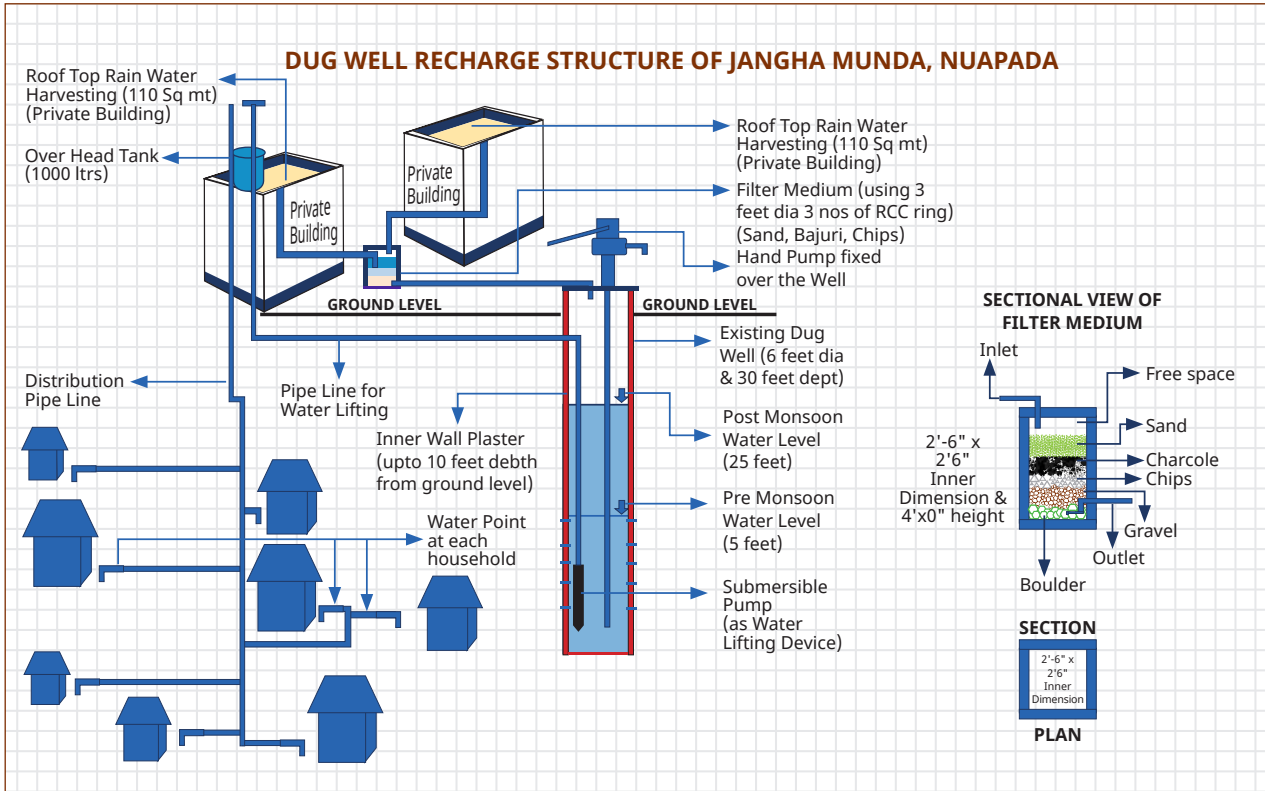 DUG WELL RECHARGE STRUCTURE OF JANGHA MUNDA, NUAPADA
Roof Top Rain Water
Harvesting (110 Sq mt)
(Private Building)
Over Head Tank
(1000 ltrs)
Private
Building
Private
Building
Roof Top Rain Water
Harvesting (110 Sq mt)
(Private Building)
Filter Medium (using 3
feet dia 3 nos of RCC ring)
(Sand, Bajuri, Chips)
Hand Pump fixed
over the Well
GROUND LEVEL
GROUND LEVEL
Existing Dug
Well (6 feet dia
& 30 feet dept)
Distribution
Pipe Line
Pipe Line for
Water Lifting
Inner Wall Plaster
(upto 10 feet debth
from ground level)
Post Monsoon
Water Level
(25 feet)
Pre Monsoon
Water Level
(5 feet)
Water Point
at each
household
Submersible
Pump
(as Water
Lifting Device)
SECTIONAL VIEW OF
FILTER MEDIUM
Inlet
Free space
Sand
Charcole
Chips
Gravel
Outlet
Boulder
2'-6" x
2'6"
Inner
Dimension &
4'x0" height
SECTION
2'-6" x
2'6"
Inner
Dimension
PLAN